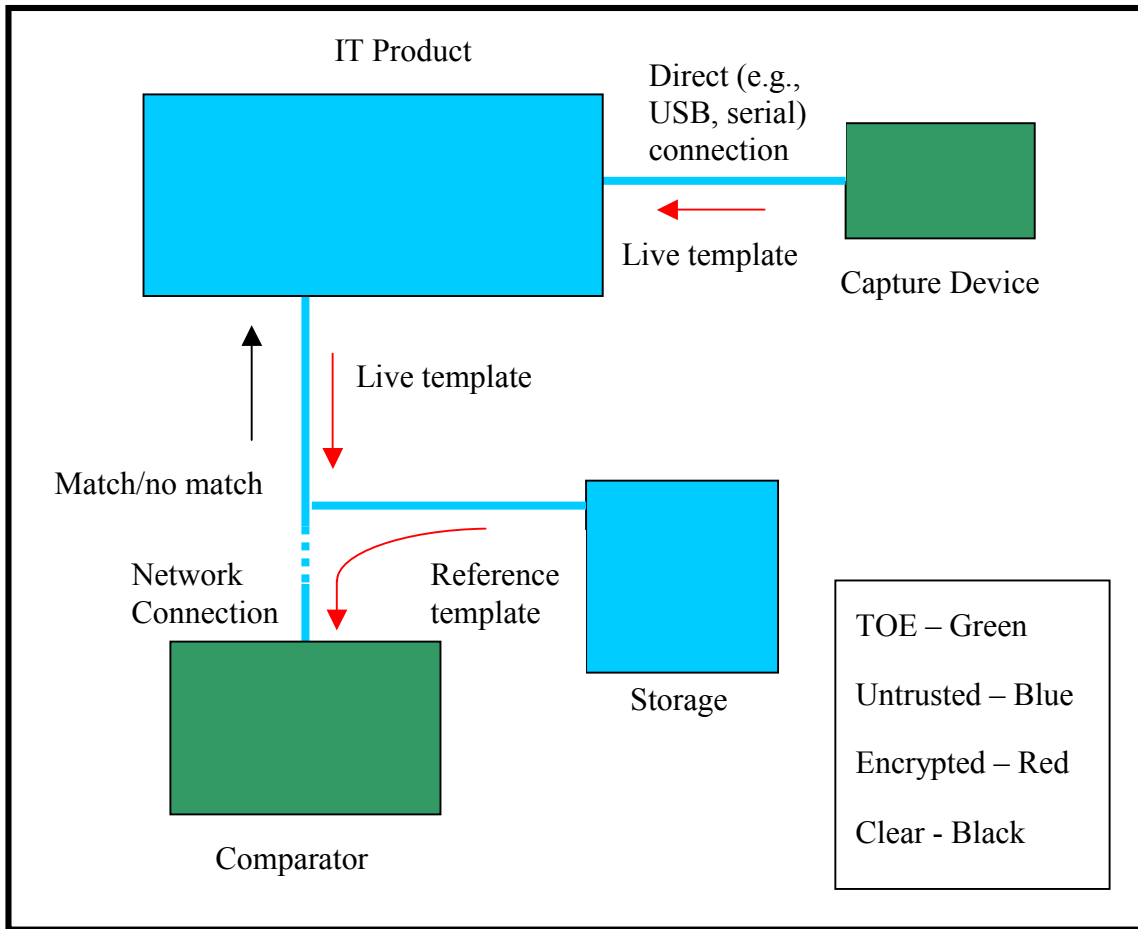 IT Product
Direct (e.g.,
USB, serial)
connection
Live template
Capture Device
Live template
Match/no match
Network
Connection
Reference
template
Storage
Comparator
TOE – Green
Untrusted – Blue
Encrypted – Red
Clear - Black